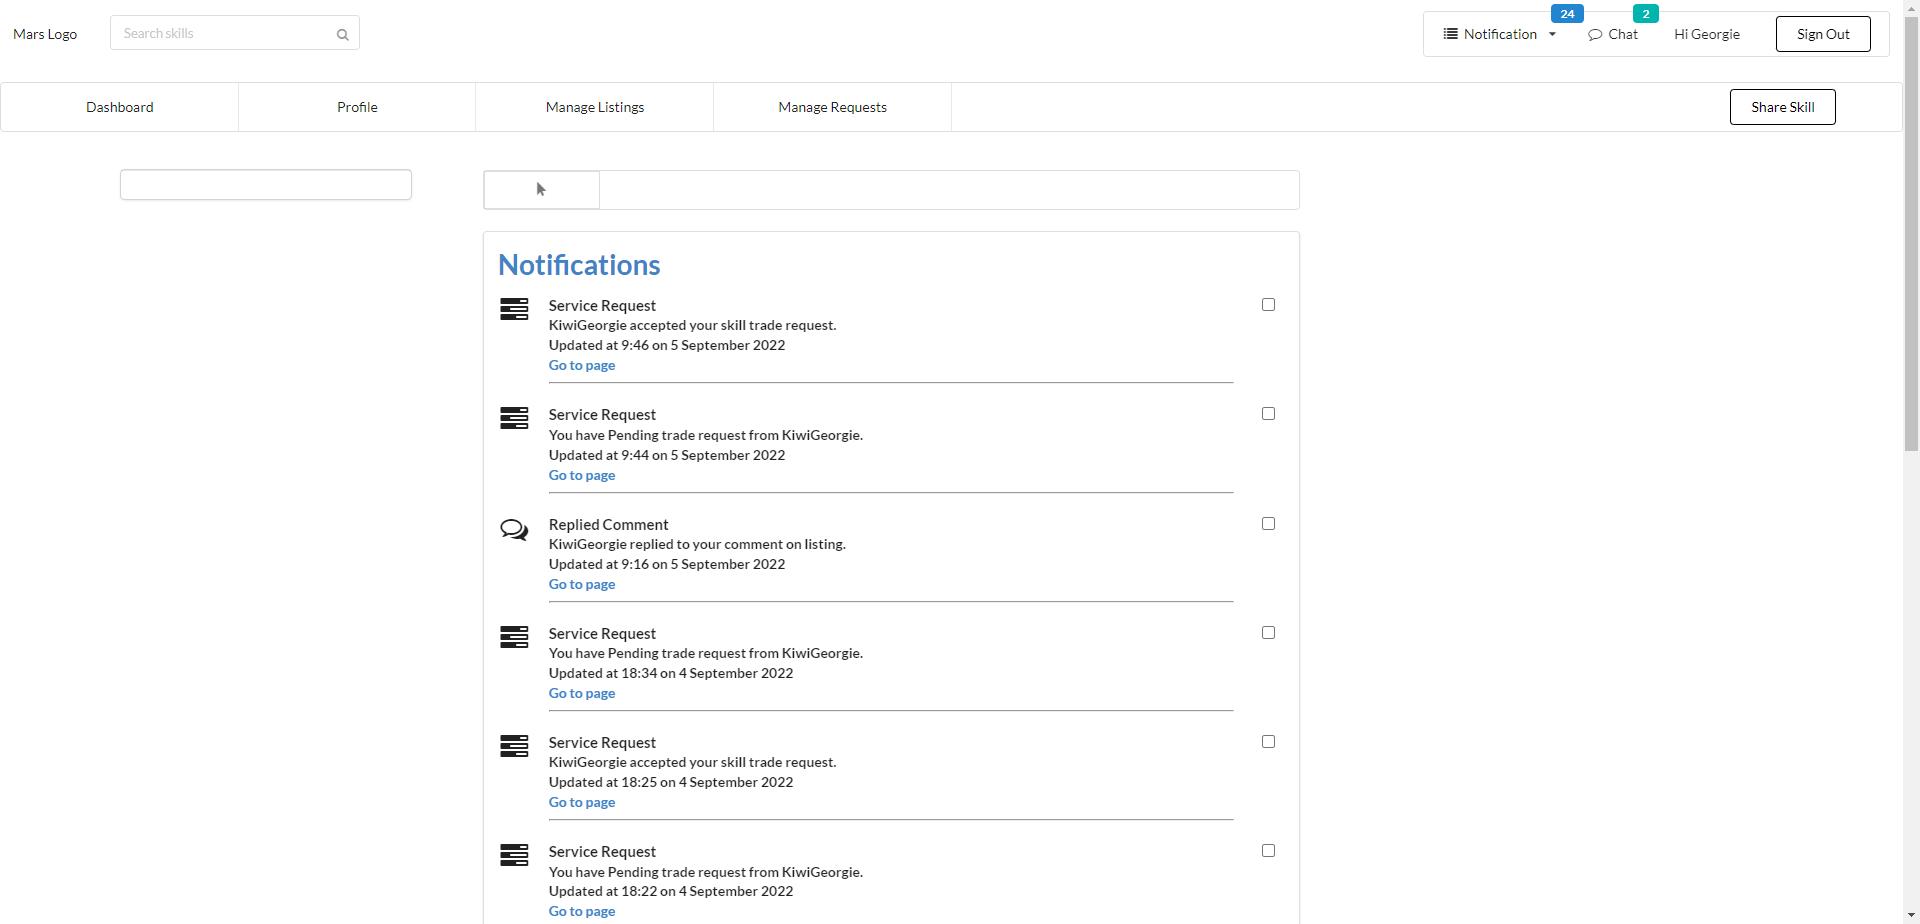 Mars Logo
Search skills
24
2
Notification
Chat
Hi Georgie
Sign Out
Dashboard
Profile
Manage Listings
Manage Requests
Share Skill
Notifications
Service Request
KiwiGeorgie accepted your skill trade request.
Updated at 9:46 on 5 September 2022
Go to page
Service Request
You have Pending trade request from KiwiGeorgie.
Updated at 9:44 on 5 September 2022
Go to page
Replied Comment
KiwiGeorgie replied to your comment on listing.
Updated at 9:16 on 5 September 2022
Go to page
Service Request
You have Pending trade request from KiwiGeorgie.
Updated at 18:34 on 4 September 2022
Go to page
Service Request
KiwiGeorgie accepted your skill trade request.
Updated at 18:25 on 4 September 2022
Go to page
Service Request
You have Pending trade request from KiwiGeorgie.
Updated at 18:22 on 4 September 2022
Go to page